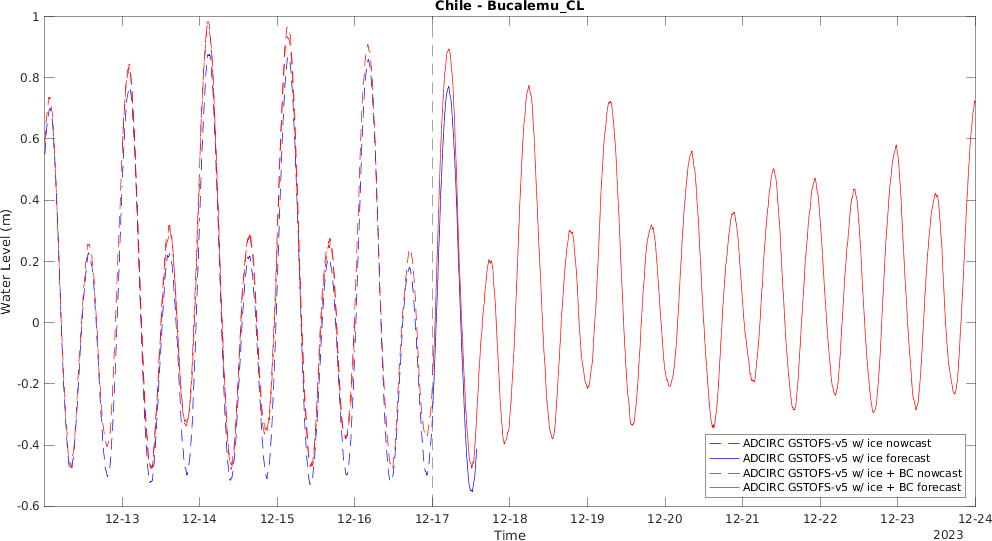 Chile - Bucalemu_CL
1
0.8
0.6
0.4
0.2
0
-0.2
-0.4
-0.6
Water Level (m)
ADCIRC GSTOFS-v5 w/ ice nowcast
ADCIRC GSTOFS-v5 w/ ice forecast
ADCIRC GSTOFS-v5 w/ ice + BC nowcast
ADCIRC GSTOFS-v5 w/ ice + BC forecast
12-13 12-14 12-15 12-16 12-17 12-18 12-19 12-20 12-21 12-22 12-23 12-24
Time
2023